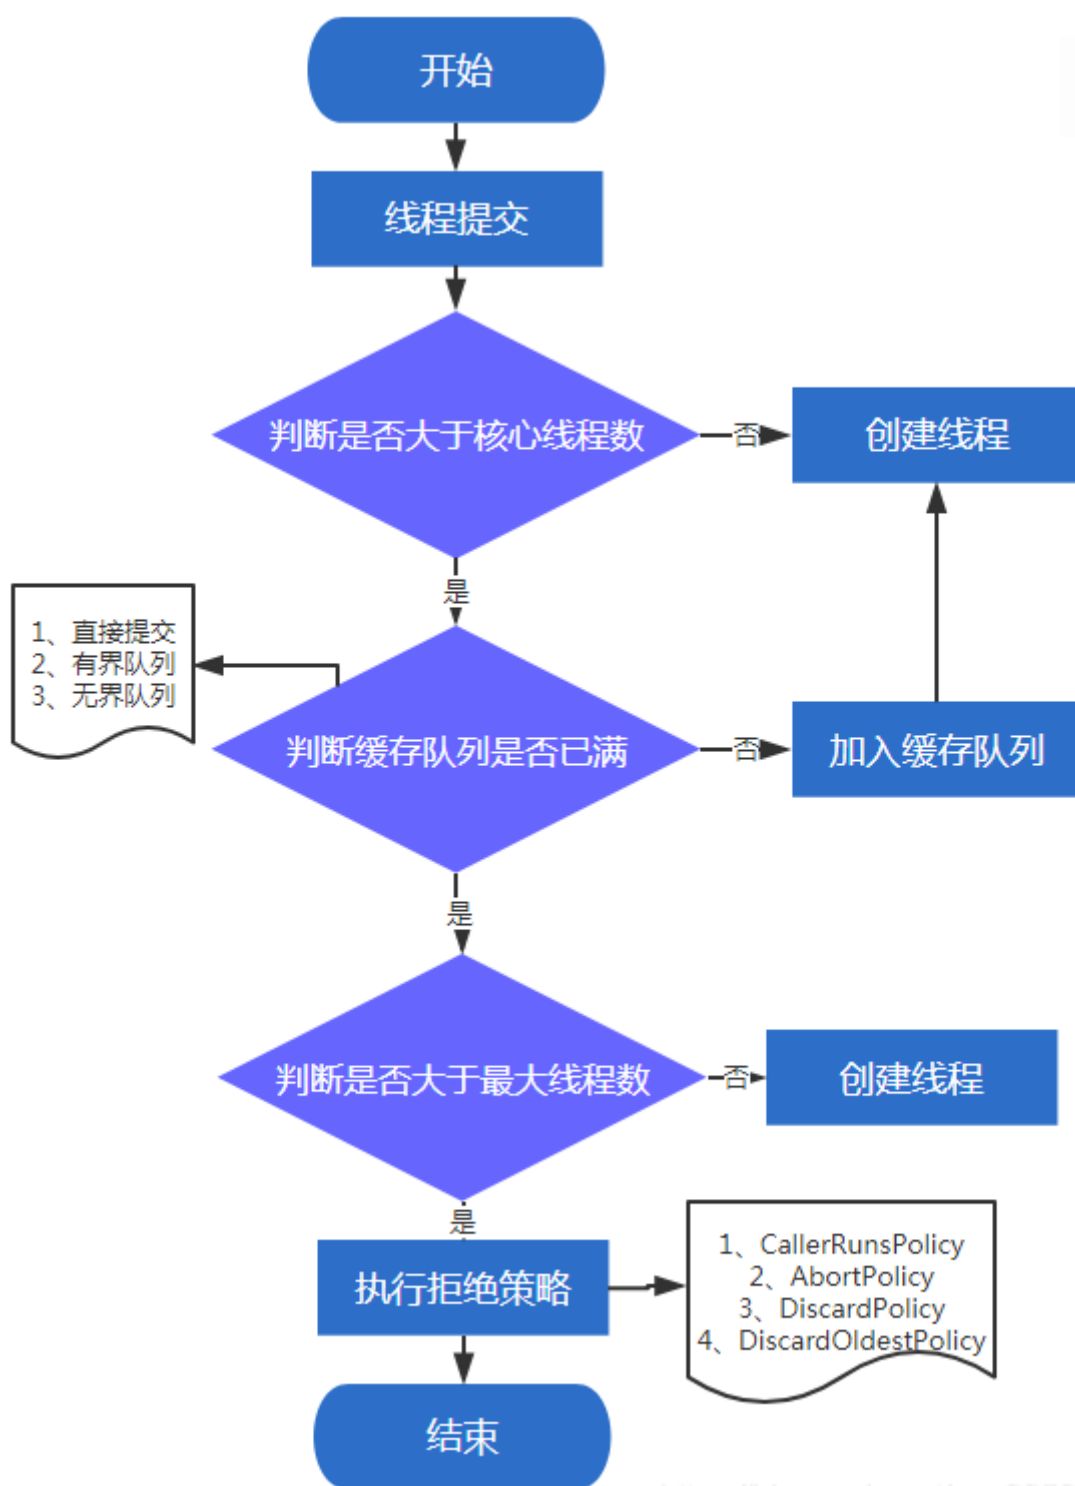 开始
线程提交
判断是否大于核心线程数
否
创建线程
是
1、直接提交
2、有界队列
3、无界队列
判断缓存队列是否已满
否
加入缓存队列
是
判断是否大于最大线程数
否
创建线程
是
执行拒绝策略
1、CallerRunsPolicy
2、AbortPolicy
3、DiscardPolicy
4、DiscardOldestPolicy
结束